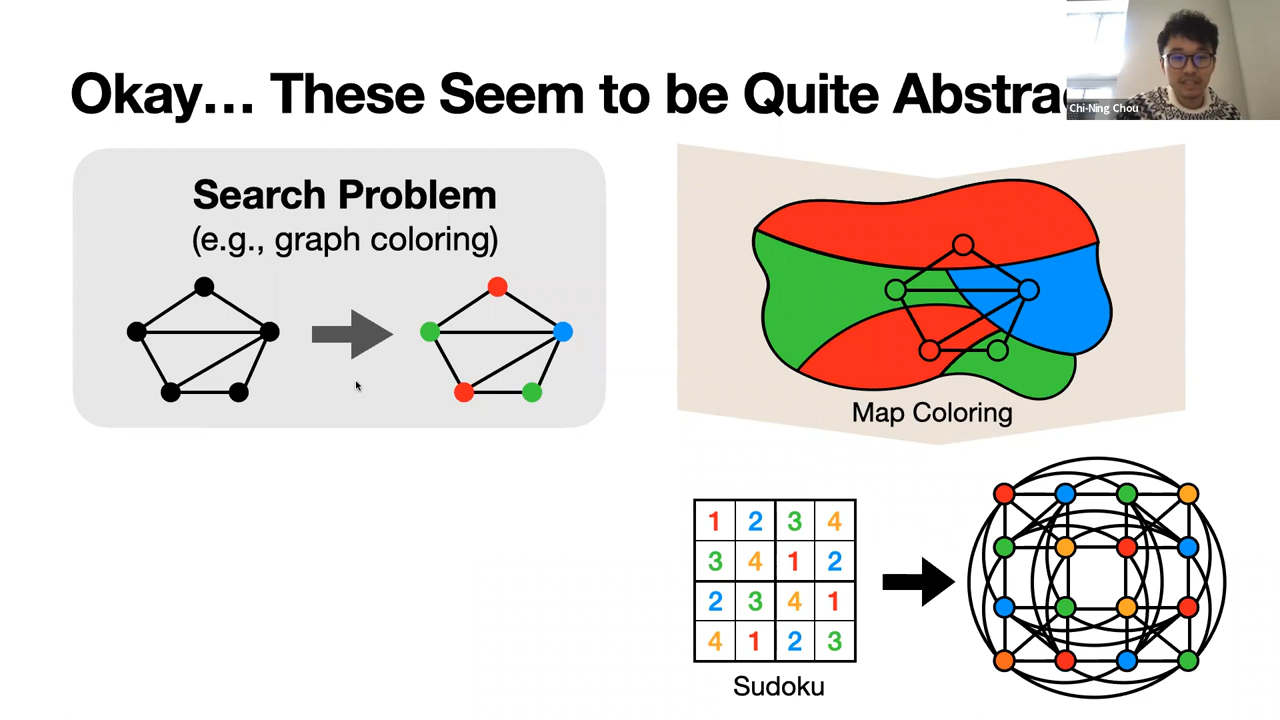 Okay… These Seem to be Quite Abstra
Chi-Ning Chou
Search Problem
(e.g., graph coloring)
Map Coloring
1 2 3 4
3 4 1 2
2 3 4 1
4 1 2 3
Sudoku